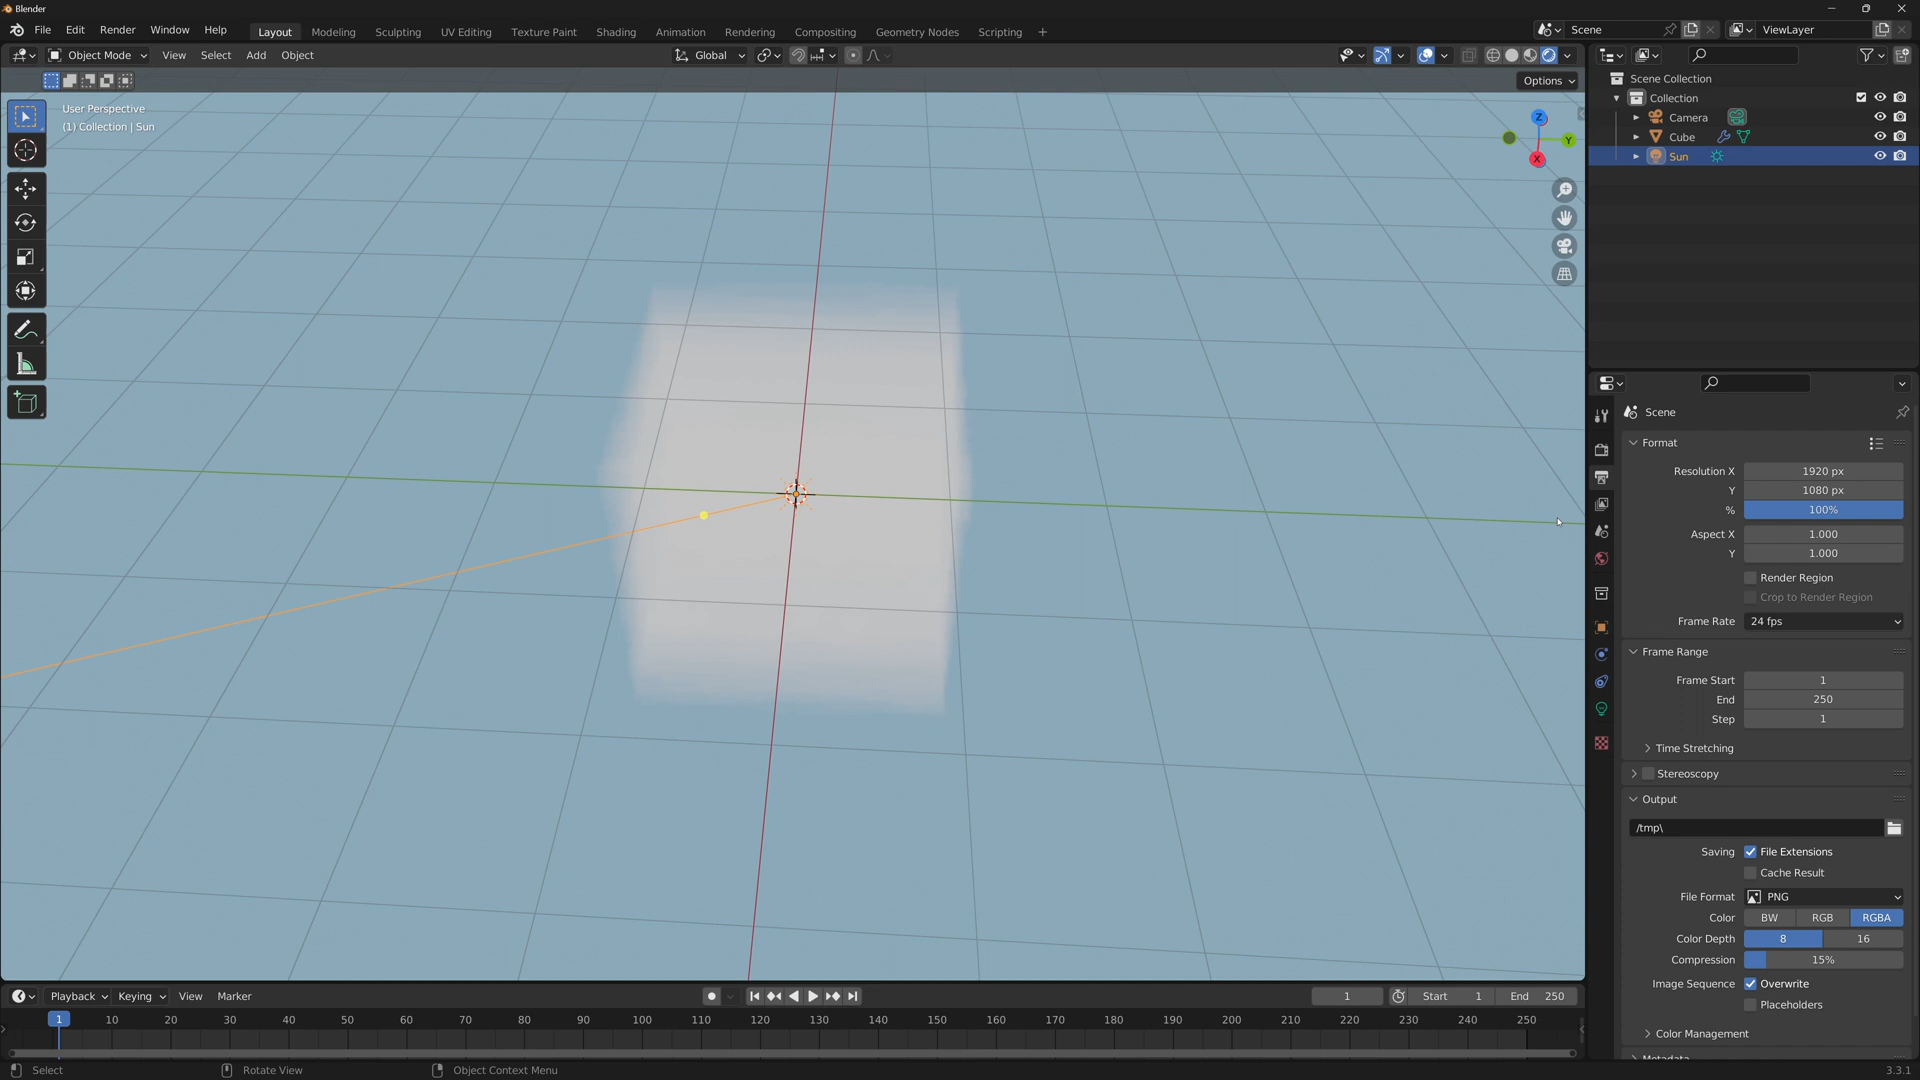 Blender
File Edit Render Window Help
Layout Modeling Sculpting UV Editing Texture Paint Shading Animation Rendering Compositing Geometry Nodes Scripting +
Scene
ViewLayer
Object Mode View Select Add Object
Global
Options
User Perspective
(1) Collection | Sun
Z
Y
X
Scene Collection
Collection
Camera
Cube
Sun
Scene
Format
Resolution X 1920 px
Y 1080 px
% 100%
Aspect X 1.000
Y 1.000
Render Region
Crop to Render Region
Frame Rate 24 fps
Frame Range
Frame Start 1
End 250
Step 1
Time Stretching
Stereoscopy
Output
/tmp\
Saving File Extensions
Cache Result
File Format PNG
Color BW RGB RGBA
Color Depth 8 16
Compression 15%
Image Sequence Overwrite
Placeholders
Color Management
Metadata
Playback Keying View Marker
1 Start 1 End 250
1 10 20 30 40 50 60 70 80 90 100 110 120 130 140 150 160 170 180 190 200 210 220 230 240 250
Select Rotate View Object Context Menu
3.3.1